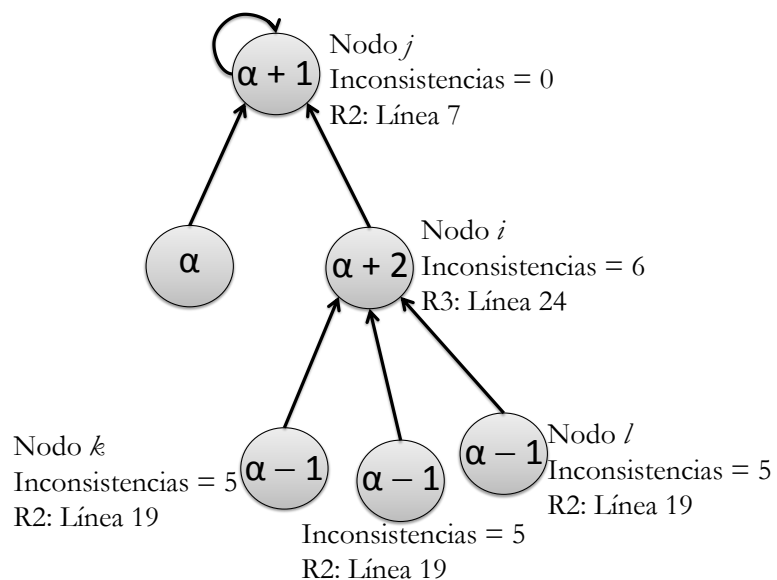 α + 1
Nodo j
Inconsistencias = 0
R2: Línea 7
α
α + 2
Nodo i
Inconsistencias = 6
R3: Línea 24
Nodo k
Inconsistencias = 5
R2: Línea 19
α – 1
α – 1
Inconsistencias = 5
R2: Línea 19
α – 1
Nodo l
Inconsistencias = 5
R2: Línea 19